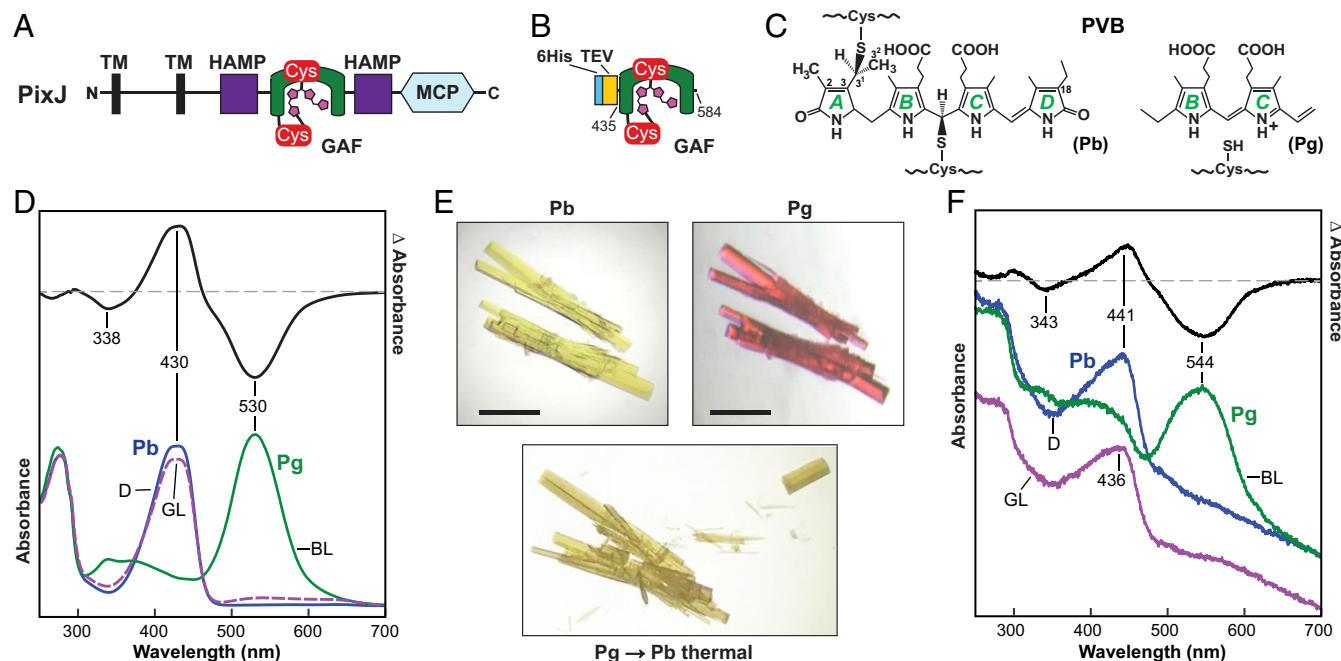 A
TM TM HAMP HAMP
PixJ N Cys MCP C
Cys
GAF
B
6His TEV
Cys
435 584
Cys
GAF
C
PVB
Cys
S
H 3²
CH₃
HOOC COOH
H₃C 2 3 3¹
18
A B H C D
O N H N H N H N H O
S
Cys
(Pb)
HOOC COOH
B C
N H N H +
SH
Cys
(Pg)
D
Δ Absorbance
338
430
530
Absorbance
Pb
Pg
D
GL
BL
300 400 500 600 700
Wavelength (nm)
E
Pb Pg
Pg → Pb thermal
F
Δ Absorbance
343
441
544
Absorbance
Pb
Pg
D
BL
GL
436
300 400 500 600 700
Wavelength (nm)